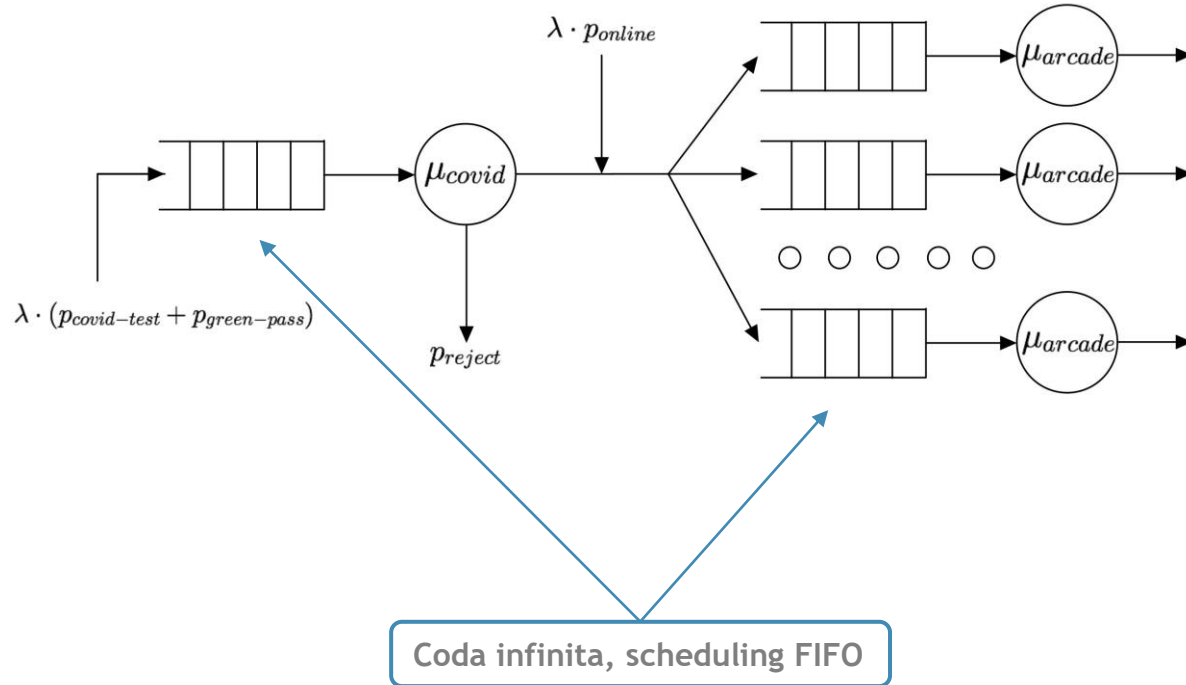 λ · p_online
μ_arcade
μ_covid
μ_arcade
λ · (p_covid−test + p_green−pass)
p_reject
μ_arcade
Coda infinita, scheduling FIFO